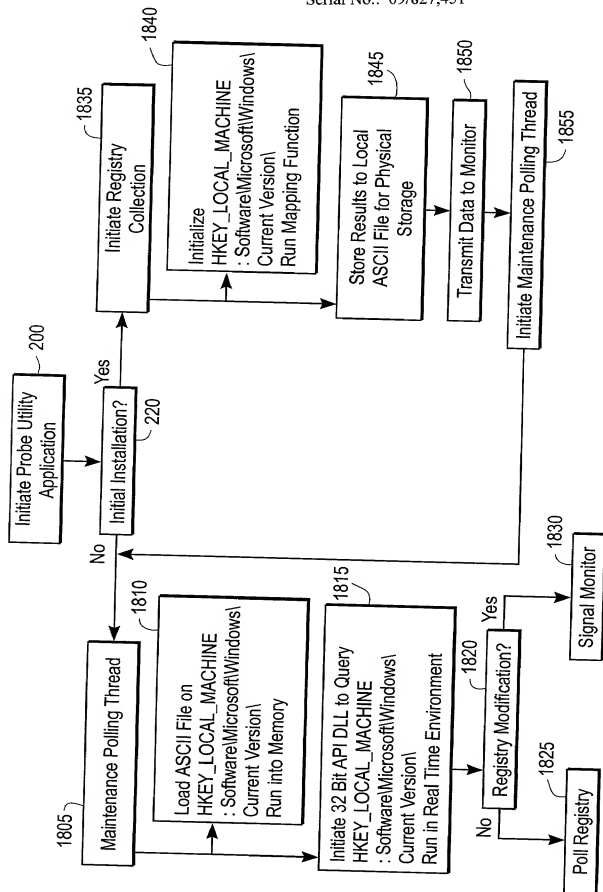 Serial No.: 09/827,431
200
Initiate Probe Utility
Application
Initial Installation?
220
No
Yes
1805
Maintenance Polling Thread
1810
Load ASCII File on
HKEY_LOCAL_MACHINE
: Software\Microsoft\Windows\
Current Version\
Run into Memory
1815
Initiate 32 Bit API DLL to Query
HKEY_LOCAL_MACHINE
: Software\Microsoft\Windows\
Current Version\
Run in Real Time Environment
1820
Registry Modification?
No
Yes
1825
Poll Registry
1830
Signal Monitor
1835
Initiate Registry
Collection
1840
Initialize
HKEY_LOCAL_MACHINE
: Software\Microsoft\Windows\
Current Version\
Run Mapping Function
1845
Store Results to Local
ASCII File for Physical
Storage
1850
Transmit Data to Monitor
1855
Initiate Maintenance Polling Thread